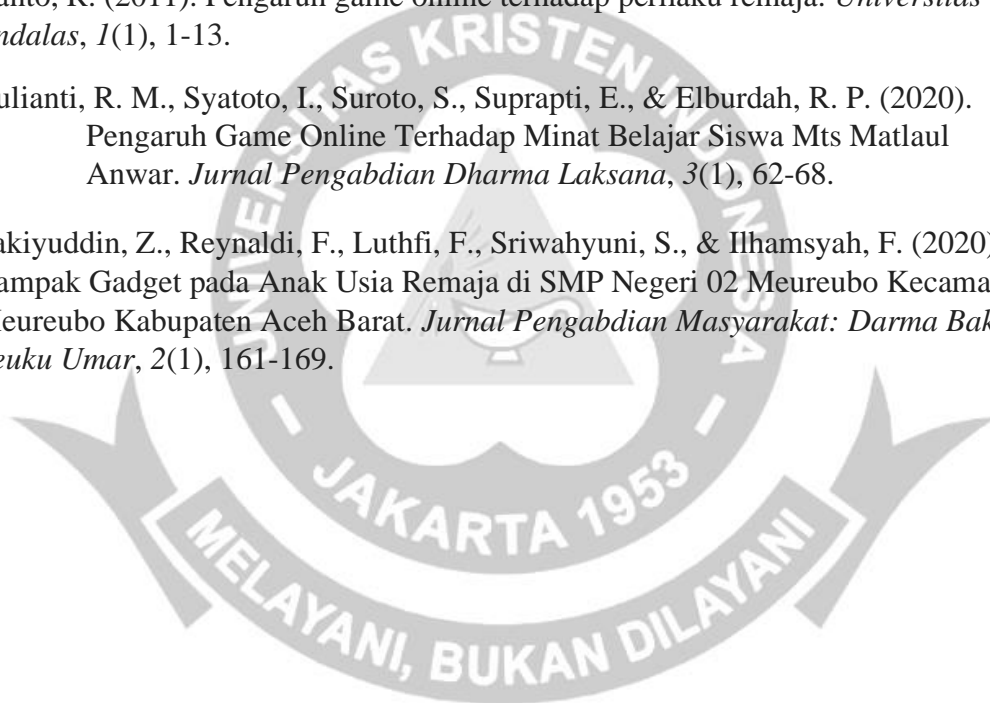 anto, R. (2011). Pengaruh game online terhadap perilaku remaja. Universitas
ndalas, 1(1), 1-13.
ulianti, R. M., Syatoto, I., Suroto, S., Suprapti, E., & Elburdah, R. P. (2020).
Pengaruh Game Online Terhadap Minat Belajar Siswa Mts Matlaul
Anwar. Jurnal Pengabdian Dharma Laksana, 3(1), 62-68.
akiyuddin, Z., Reynaldi, F., Luthfi, F., Sriwahyuni, S., & Ilhamsyah, F. (2020)
ampak Gadget pada Anak Usia Remaja di SMP Negeri 02 Meureubo Kecama
eureubo Kabupaten Aceh Barat. Jurnal Pengabdian Masyarakat: Darma Bak
euku Umar, 2(1), 161-169.
UNIVERSITAS KRISTEN INDONESIA
JAKARTA 1953
MELAYANI, BUKAN DILAYANI